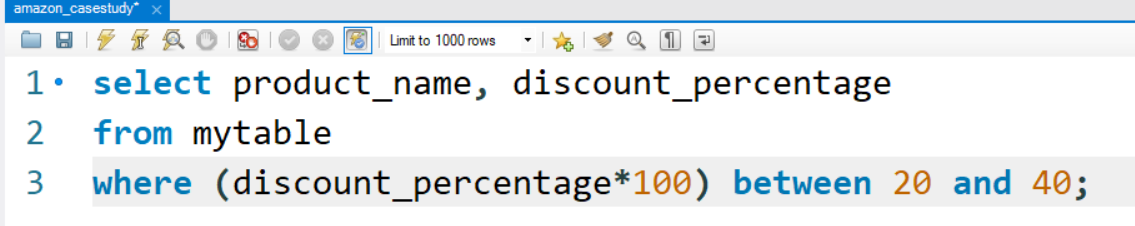 amazon_casestudy*
Limit to 1000 rows
1 select product_name, discount_percentage
2 from mytable
3 where (discount_percentage*100) between 20 and 40;